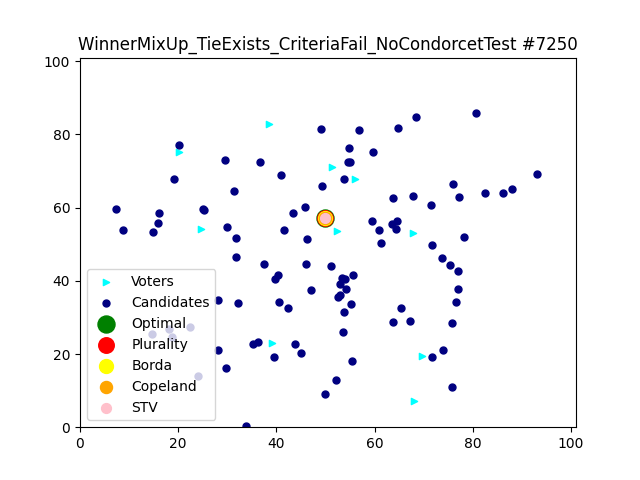 WinnerMixUp_TieExists_CriteriaFail_NoCondorcetTest #7250
100
80
60
40
20
0
Voters
Candidates
Optimal
Plurality
Borda
Copeland
STV
0 20 40 60 80 100